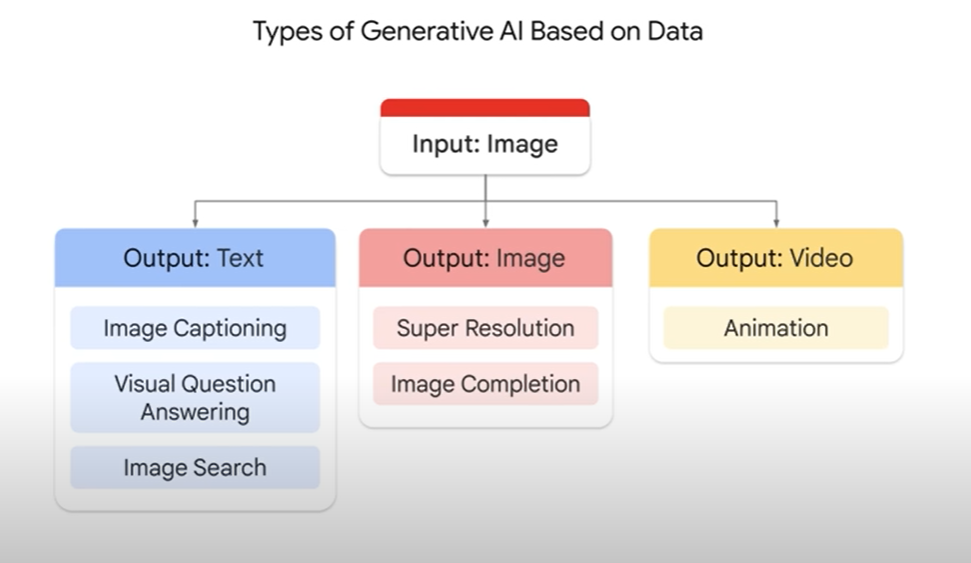 Types of Generative AI Based on Data
Input: Image
Output: Text
Image Captioning
Visual Question
Answering
Image Search
Output: Image
Super Resolution
Image Completion
Output: Video
Animation